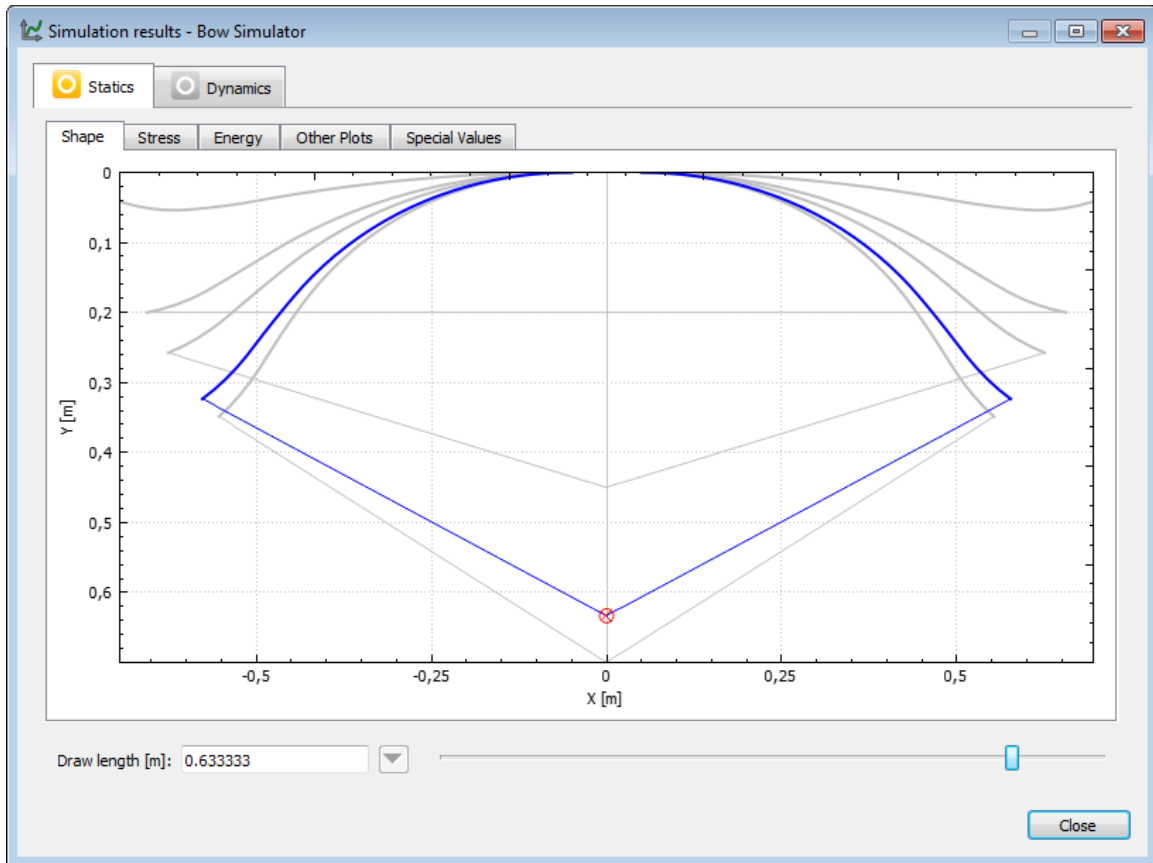 Simulation results - Bow Simulator
Statics Dynamics
Shape Stress Energy Other Plots Special Values
0
0,1
0,2
0,3
0,4
0,5
0,6
Y [m]
-0,5 -0,25 0 0,25 0,5
X [m]
Draw length [m]: 0.633333
Close